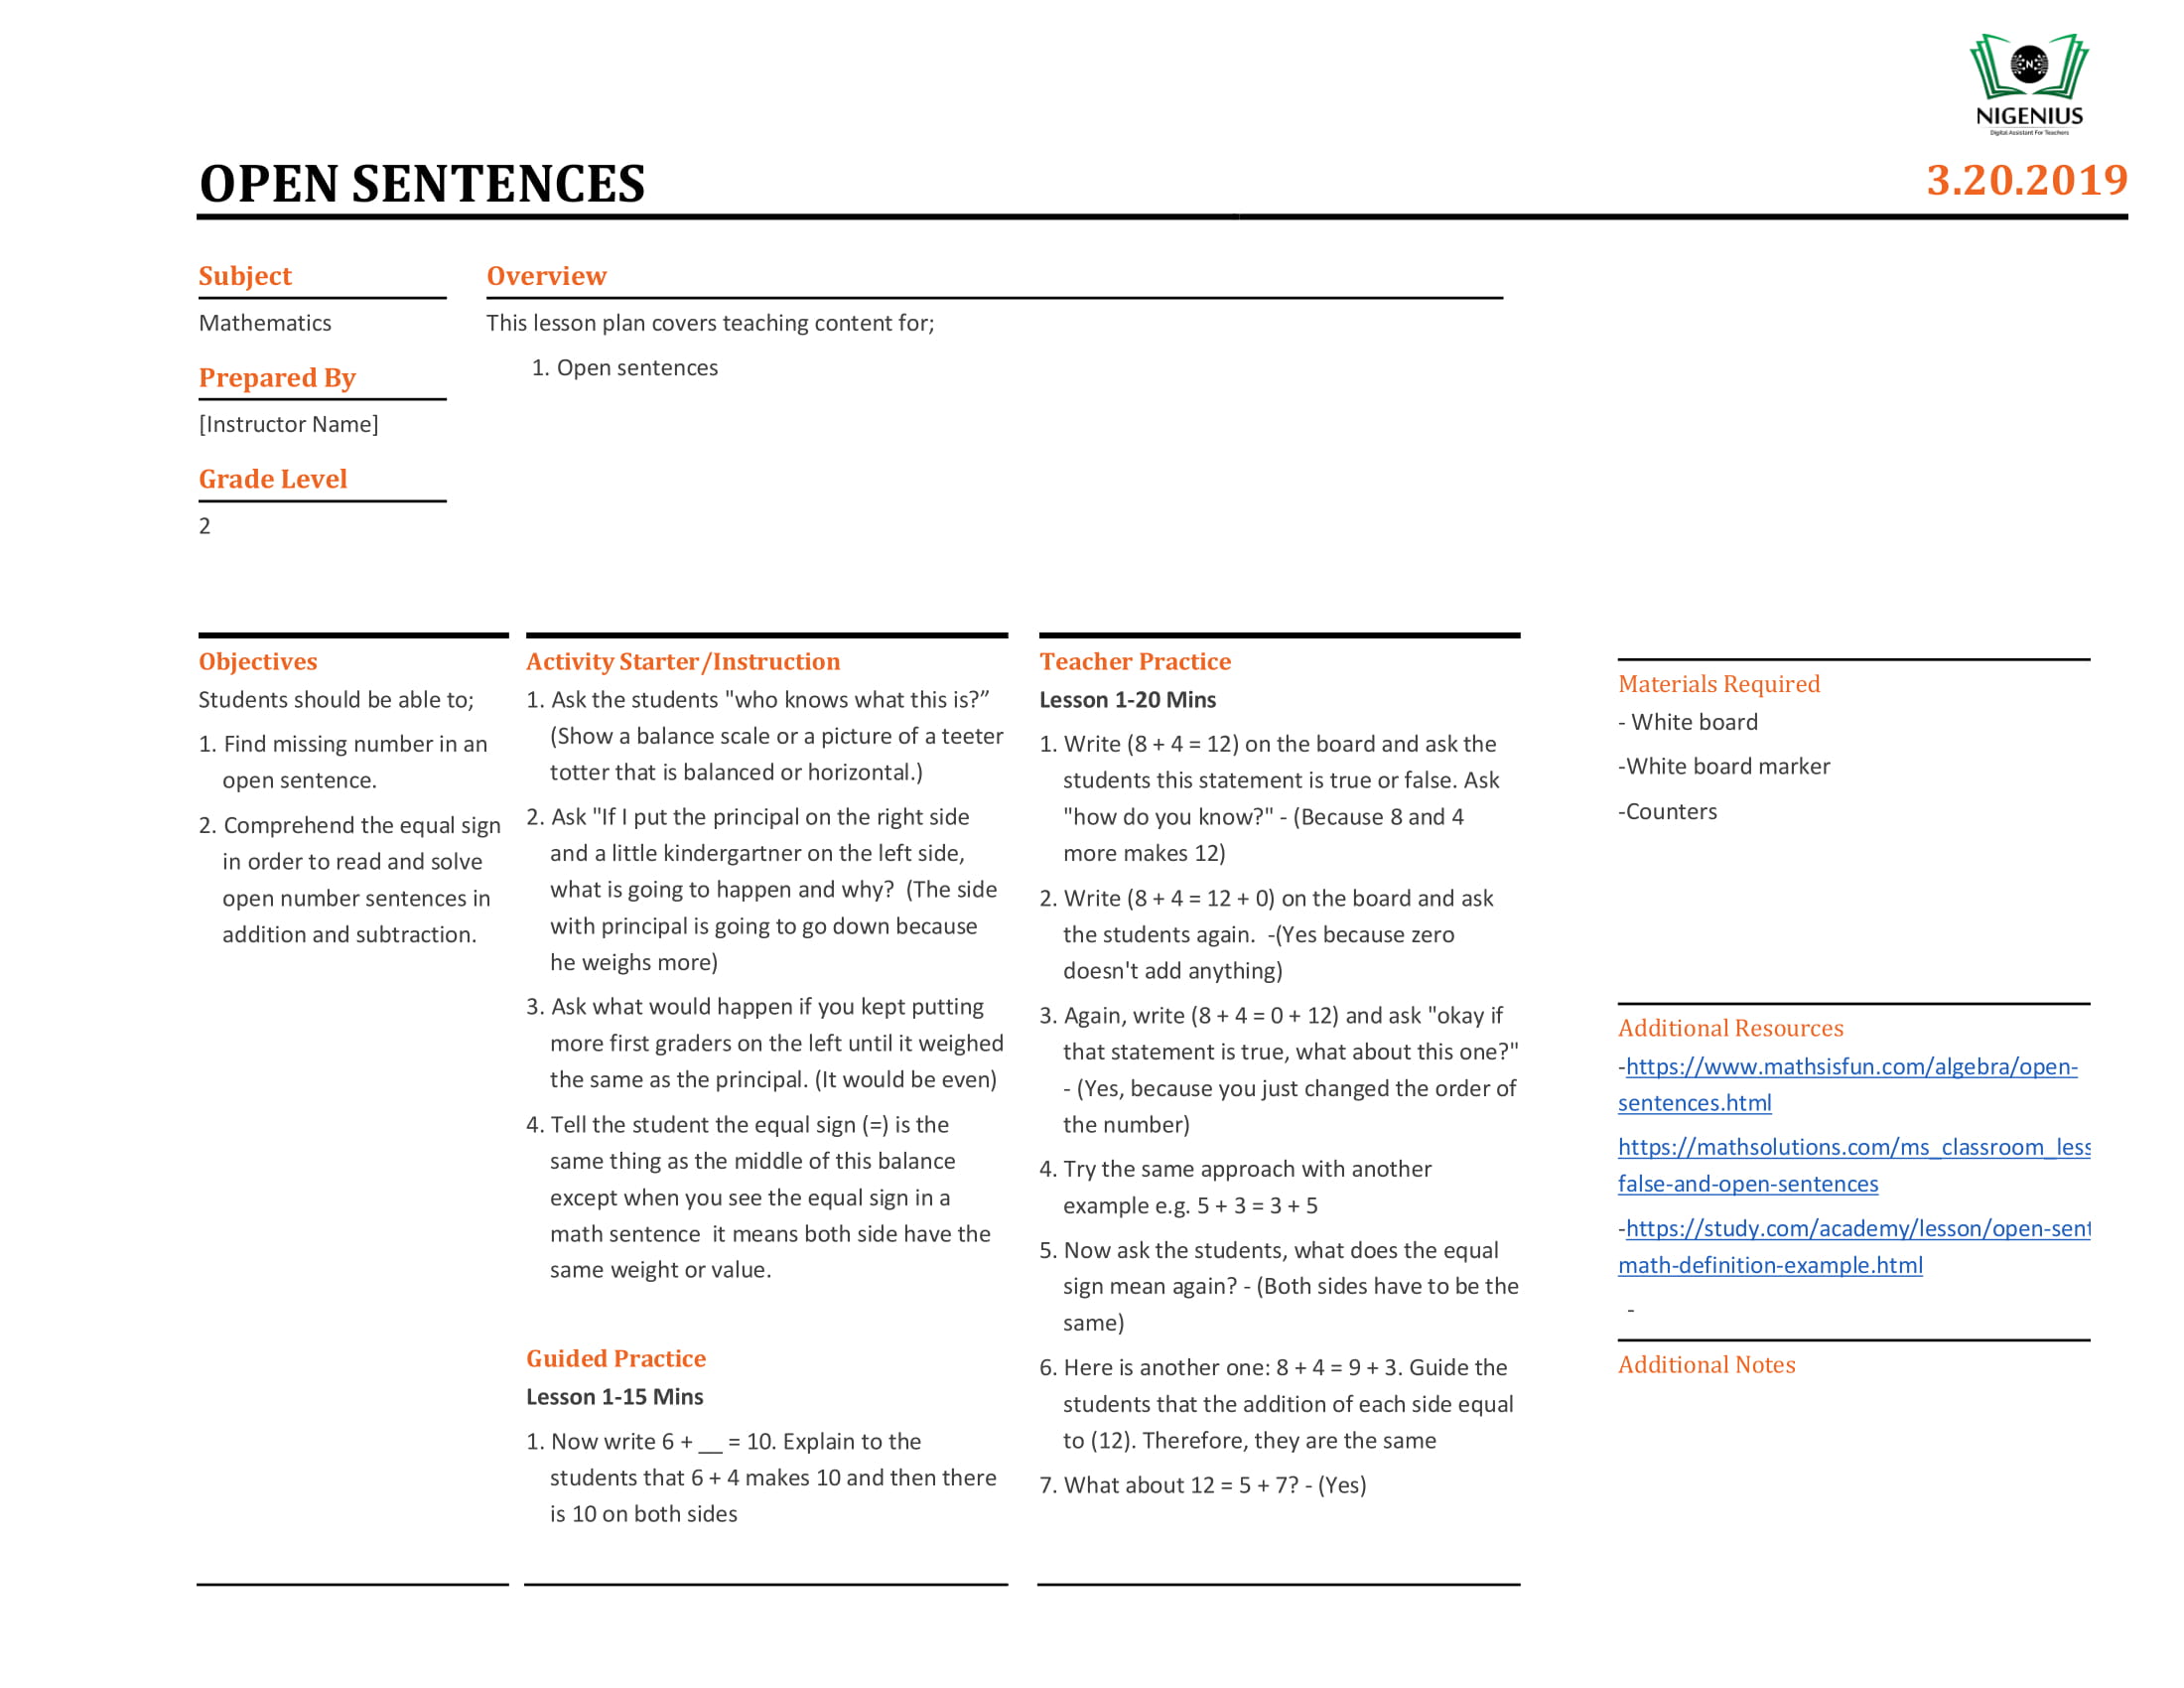 NIGENIUS
Digital Assistant For Teachers
OPEN SENTENCES
3.20.2019
Subject
Mathematics
Prepared By
[Instructor Name]
Grade Level
2
Overview
This lesson plan covers teaching content for;
1. Open sentences
Objectives
Students should be able to;
1. Find missing number in an
open sentence.
2. Comprehend the equal sign
in order to read and solve
open number sentences in
addition and subtraction.
Activity Starter/Instruction
1. Ask the students "who knows what this is?”
(Show a balance scale or a picture of a teeter
totter that is balanced or horizontal.)
2. Ask "If I put the principal on the right side
and a little kindergartner on the left side,
what is going to happen and why?  (The side
with principal is going to go down because
he weighs more)
3. Ask what would happen if you kept putting
more first graders on the left until it weighed
the same as the principal. (It would be even)
4. Tell the student the equal sign (=) is the
same thing as the middle of this balance
except when you see the equal sign in a
math sentence  it means both side have the
same weight or value.
Guided Practice
Lesson 1-15 Mins
1. Now write 6 + __ = 10. Explain to the
students that 6 + 4 makes 10 and then there
is 10 on both sides
Teacher Practice
Lesson 1-20 Mins
1. Write (8 + 4 = 12) on the board and ask the
students this statement is true or false. Ask
"how do you know?" - (Because 8 and 4
more makes 12)
2. Write (8 + 4 = 12 + 0) on the board and ask
the students again.  -(Yes because zero
doesn't add anything)
3. Again, write (8 + 4 = 0 + 12) and ask "okay if
that statement is true, what about this one?"
- (Yes, because you just changed the order of
the number)
4. Try the same approach with another
example e.g. 5 + 3 = 3 + 5
5. Now ask the students, what does the equal
sign mean again? - (Both sides have to be the
same)
6. Here is another one: 8 + 4 = 9 + 3. Guide the
students that the addition of each side equal
to (12). Therefore, they are the same
7. What about 12 = 5 + 7? - (Yes)
Materials Required
- White board
-White board marker
-Counters
Additional Resources
-https://www.mathsisfun.com/algebra/open-
sentences.html
https://mathsolutions.com/ms_classroom_less
false-and-open-sentences
-https://study.com/academy/lesson/open-sent
math-definition-example.html
-
Additional Notes